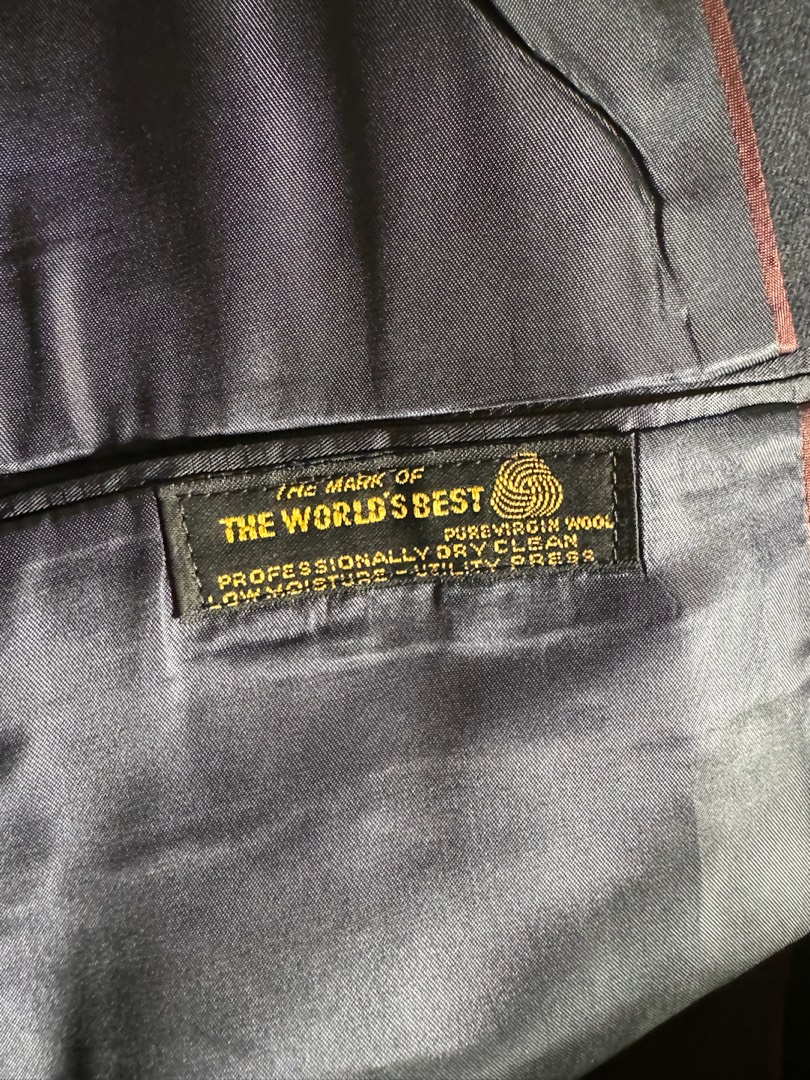 THE MARK OF
THE WORLD'S BEST
PURE VIRGIN WOOL
PROFESSIONALLY DRY CLEAN
LOW MOISTURE - UTILITY PRESS